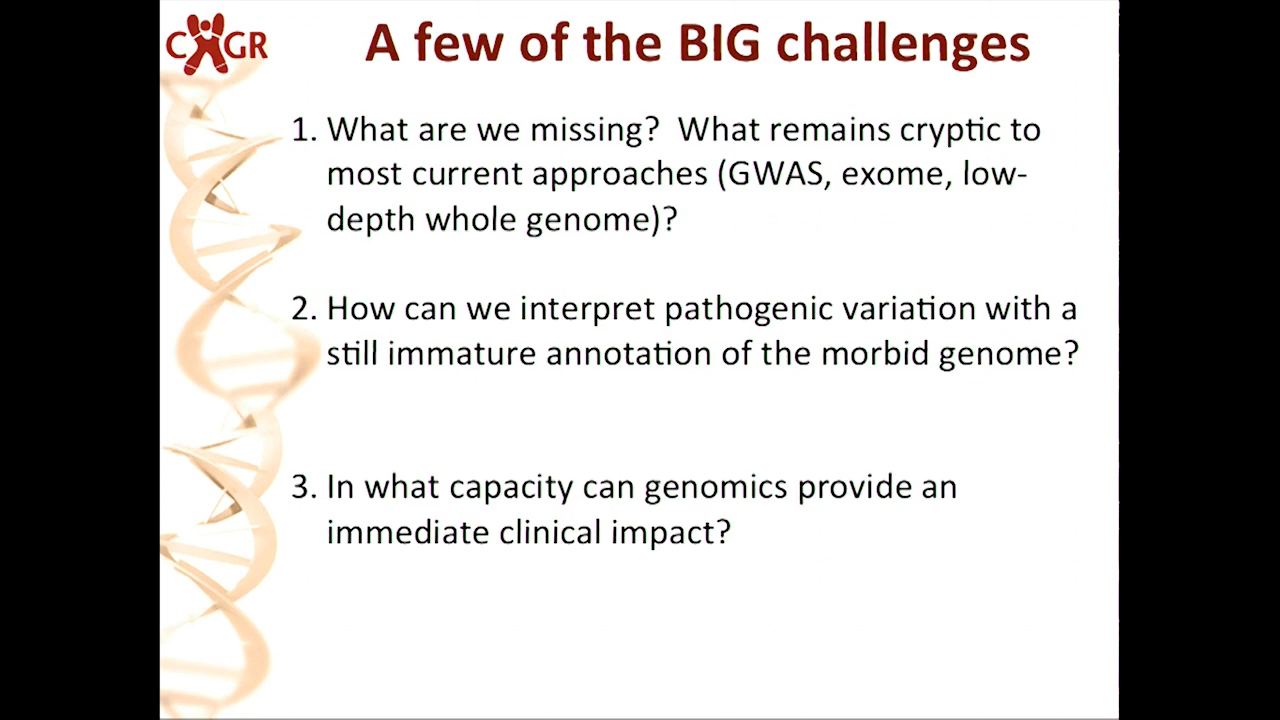 CHGR
A few of the BIG challenges
1. What are we missing?  What remains cryptic to
most current approaches (GWAS, exome, low-
depth whole genome)?
2. How can we interpret pathogenic variation with a
still immature annotation of the morbid genome?
3. In what capacity can genomics provide an
immediate clinical impact?